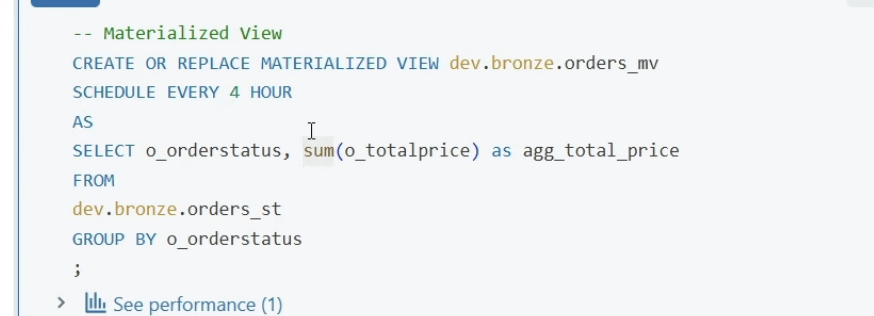 -- Materialized View
CREATE OR REPLACE MATERIALIZED VIEW dev.bronze.orders_mv
SCHEDULE EVERY 4 HOUR
AS
SELECT o_orderstatus, sum(o_totalprice) as agg_total_price
FROM
dev.bronze.orders_st
GROUP BY o_orderstatus
;
See performance (1)